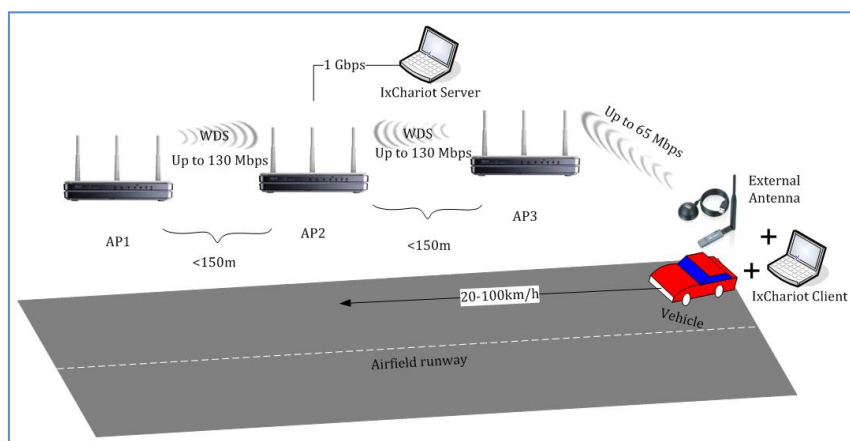 1 Gbps
IxChariot Server
WDS
Up to 130 Mbps
WDS
Up to 130 Mbps
Up to 65 Mbps
External
Antenna
AP1
AP2
AP3
<150m
<150m
+
+
IxChariot Client
20-100km/h
Vehicle
Airfield runway